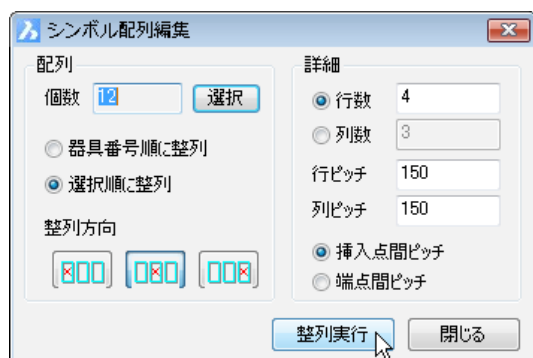 シンボル配列編集
配列
個数 12 選択
器具番号順に整列
選択順に整列
整列方向
詳細
行数 4
列数 3
行ピッチ 150
列ピッチ 150
挿入点間ピッチ
端点間ピッチ
整列実行 閉じる